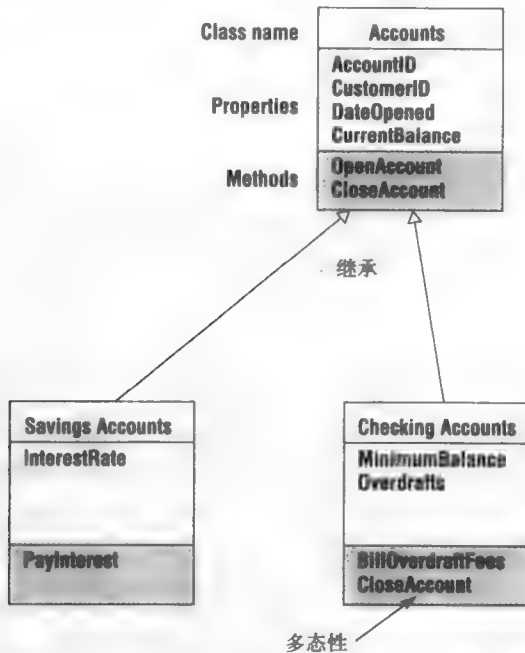 Class name
Accounts
Properties
AccountID
CustomerID
DateOpened
CurrentBalance
Methods
OpenAccount
CloseAccount
继承
Savings Accounts
InterestRate
PayInterest
Checking Accounts
MinimumBalance
Overdrafts
BillOverdraftFees
CloseAccount
多态性